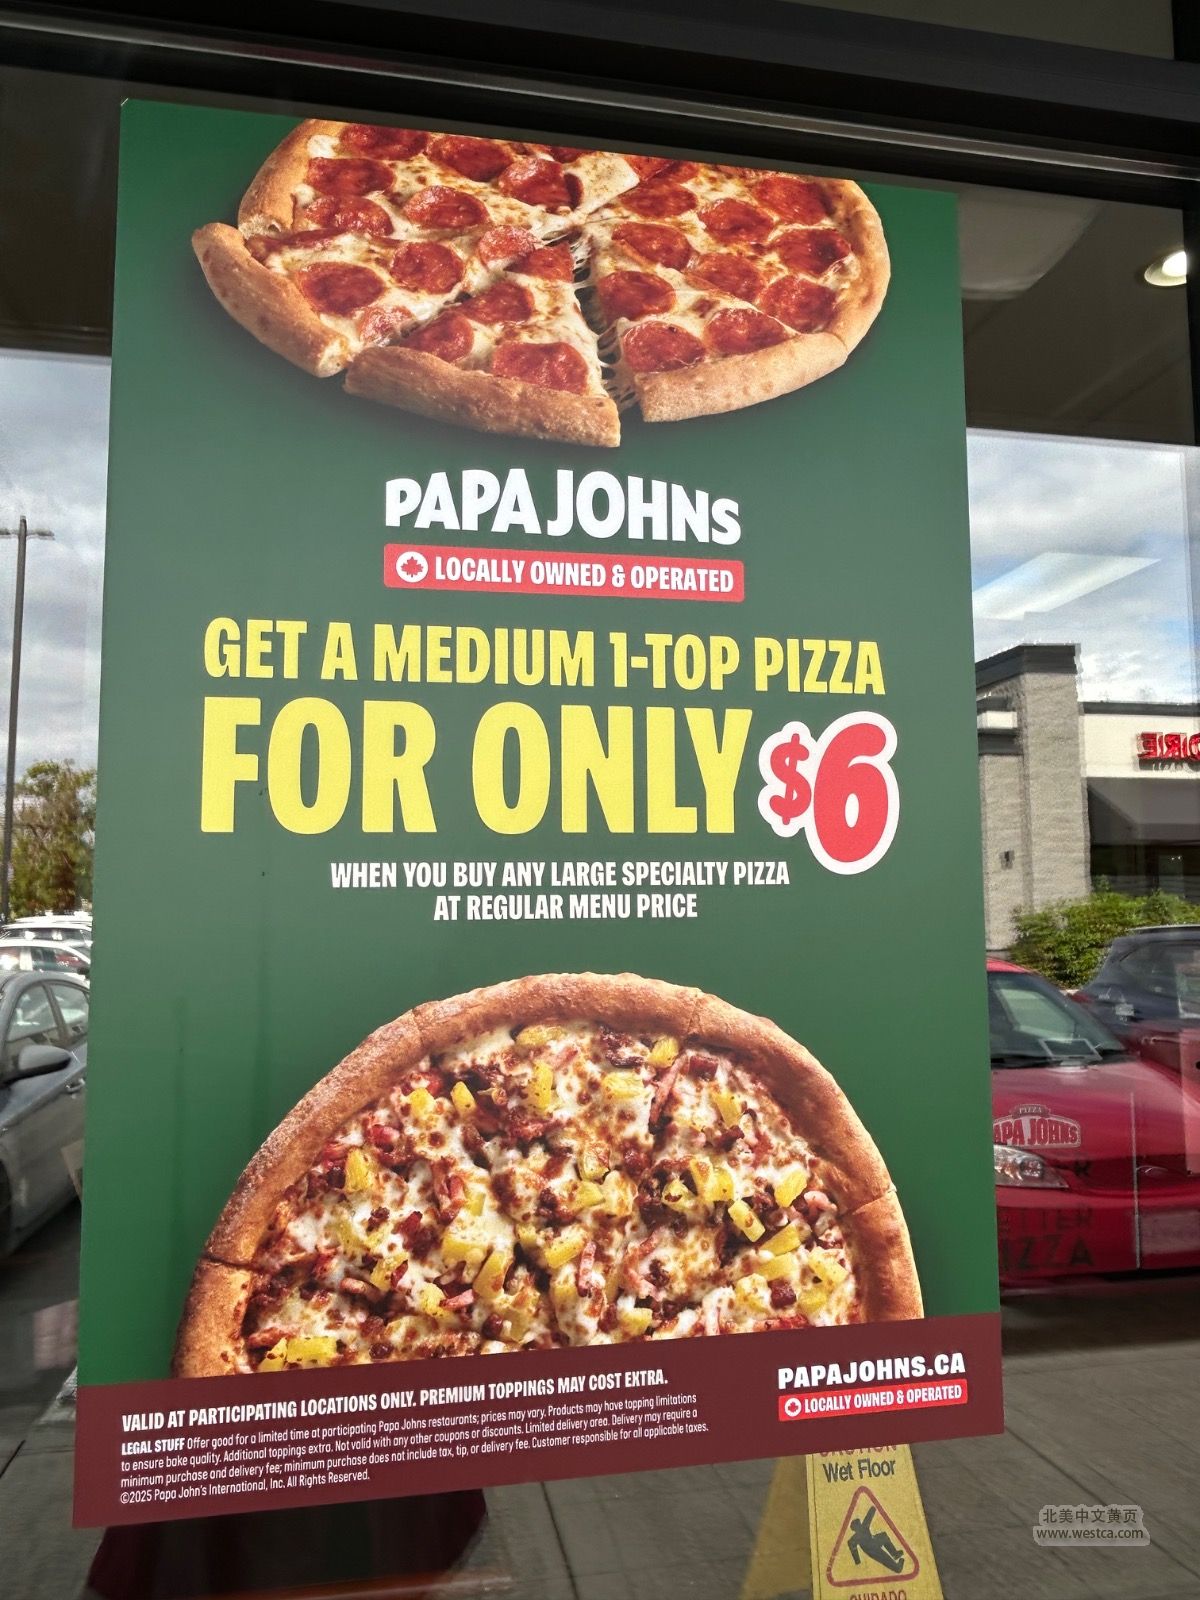 PAPA JOHNS
LOCALLY OWNED & OPERATED
GET A MEDIUM 1-TOP PIZZA
FOR ONLY $6
WHEN YOU BUY ANY LARGE SPECIALTY PIZZA
AT REGULAR MENU PRICE
VALID AT PARTICIPATING LOCATIONS ONLY. PREMIUM TOPPINGS MAY COST EXTRA.
LEGAL STUFF Offer good for a limited time at participating Papa Johns restaurants; prices may vary. Products may have topping limitations
to ensure bake quality. Additional toppings extra. Not valid with any other coupons or discounts. Limited delivery area. Delivery may require a
minimum purchase and delivery fee; minimum purchase does not include tax, tip, or delivery fee. Customer responsible for all applicable taxes.
©2025 Papa John's International, Inc. All Rights Reserved.
PAPAJOHNS.CA
LOCALLY OWNED & OPERATED
PIZZA
APA JOHNS
CAUTION
Wet Floor
CUIDADO
北美中文黄页
www.westca.com